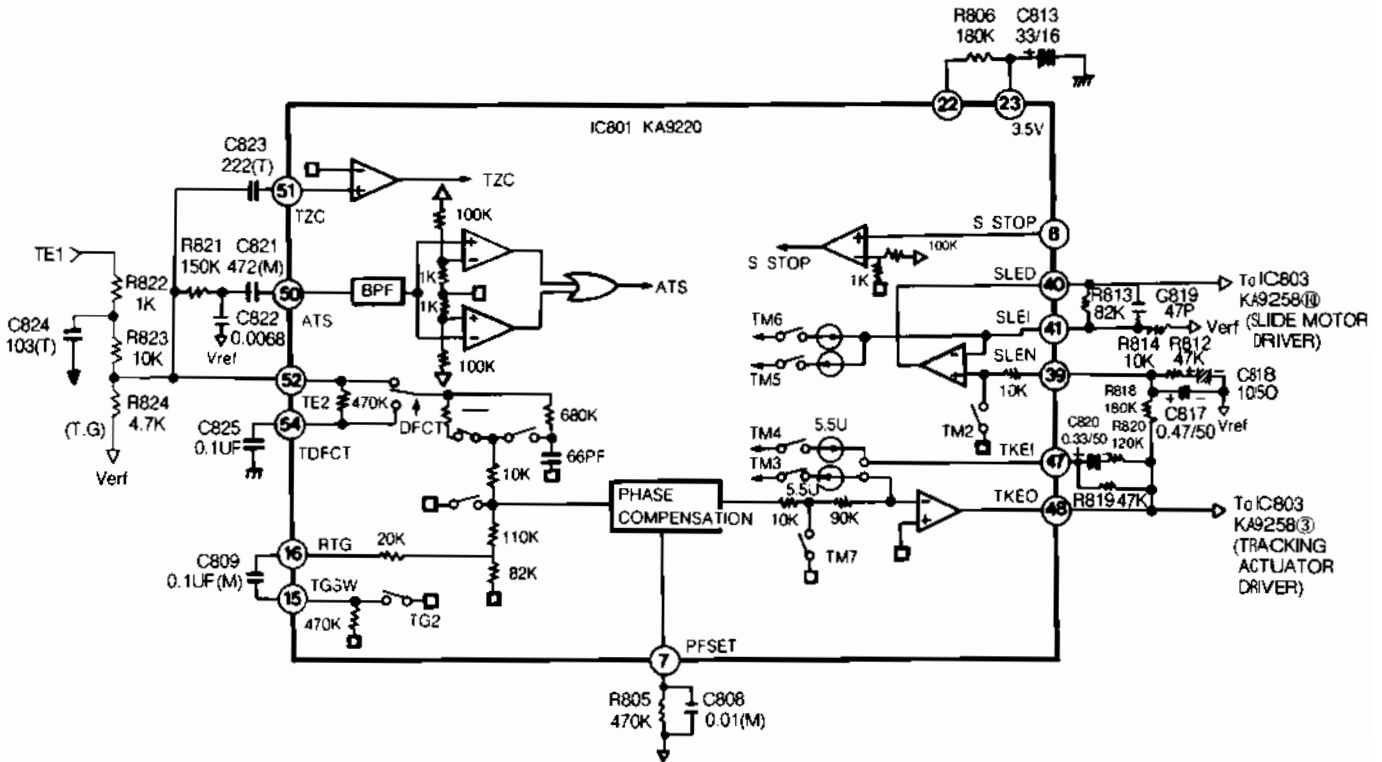 R806 C813
180K 33/16
22 23
3.5V
IC801 KA9220
C823
222(T)
51
TZC
TZC
100K
TE1
R821 C821
150K 472(M)
R822
1K
50
BPF
1K
1K
ATS
ATS
C824
103(T)
C822
0.0068
Vref
R823
10K
100K
52
TE2
470K
R824
4.7K
(T.G)
Verf
C825
0.1UF
54
TDFCT
DFCT
680K
66PF
10K
110K
16
RTG
20K
82K
C809
0.1UF(M)
15
TGSW
470K
TG2
PHASE
COMPENSATION
S STOP
6
100K
S STOP
1K
SLED
40
R813
82K
C819
47P
To IC803
KA9258⑱
(SLIDE MOTOR
DRIVER)
TM6
SLEI
41
Verf
R814
10K
R812
47K
TM5
SLEN
10K
39
C818
10/50
R818
180K
C817
0.47/50
Vref
TM2
TM4
5.5U
TKEI
47
C820
0.33/50
R820
120K
TM3
5.5U
10K
90K
TKEO
48
R819 47K
To IC803
KA9258③
(TRACKING
ACTUATOR
DRIVER)
TM7
7
PFSET
R805
470K
C808
0.01(M)